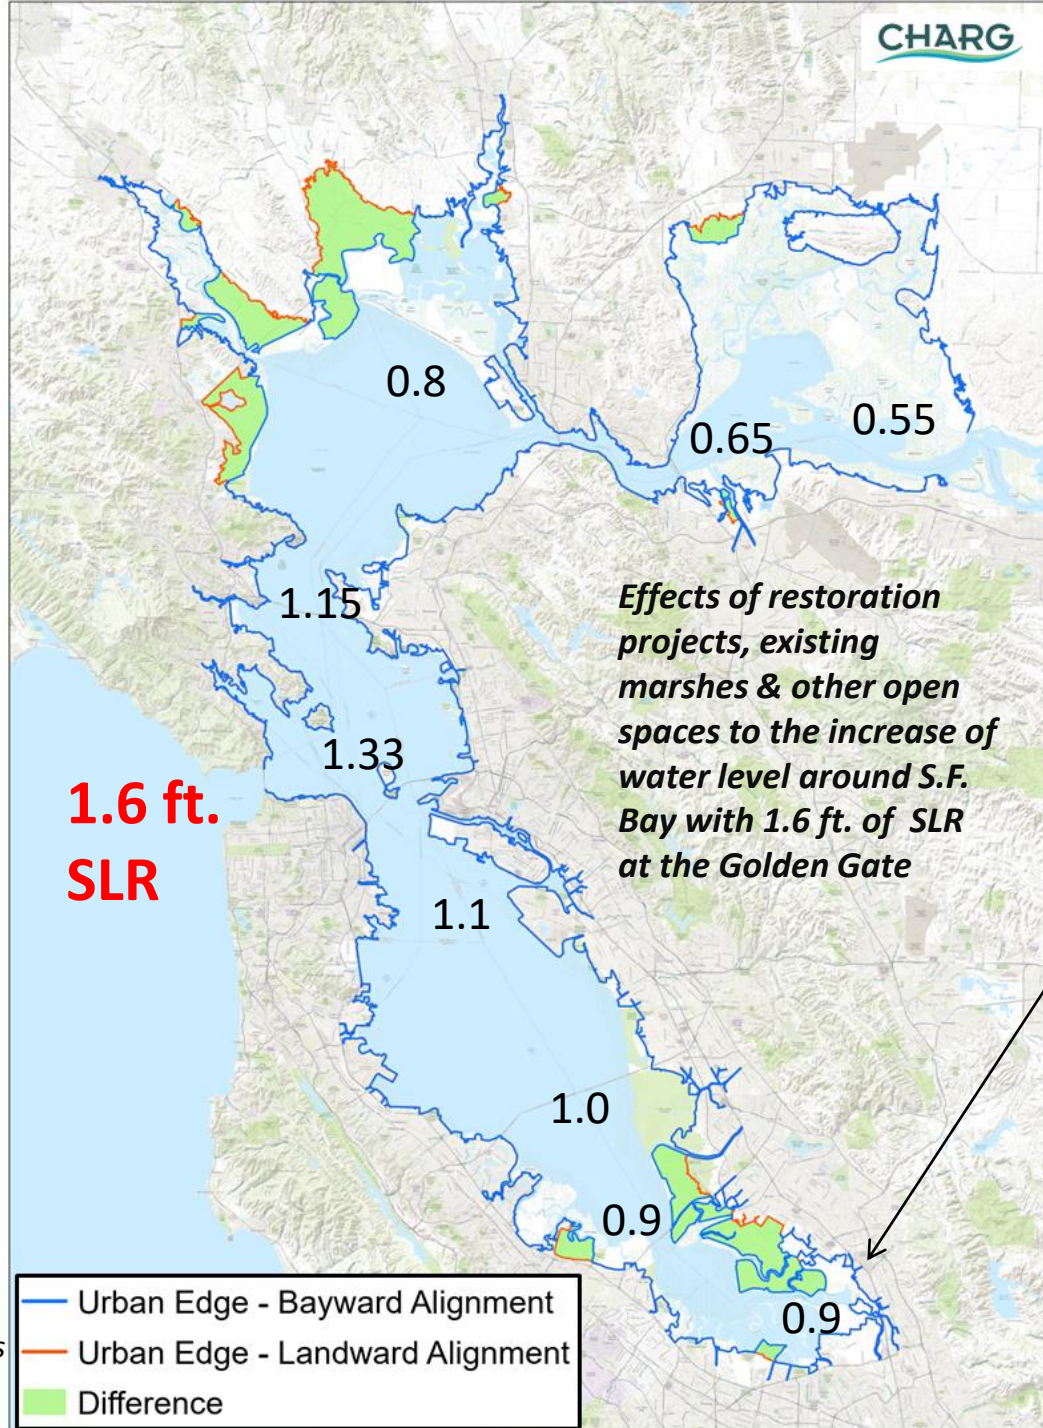 CHARG
0.8
0.65
0.55
1.15
Effects of restoration
projects, existing
marshes & other open
spaces to the increase of
water level around S.F.
Bay with 1.6 ft. of SLR
at the Golden Gate
1.33
1.6 ft.
SLR
1.1
1.0
0.9
0.9
Urban Edge - Bayward Alignment
Urban Edge - Landward Alignment
Difference